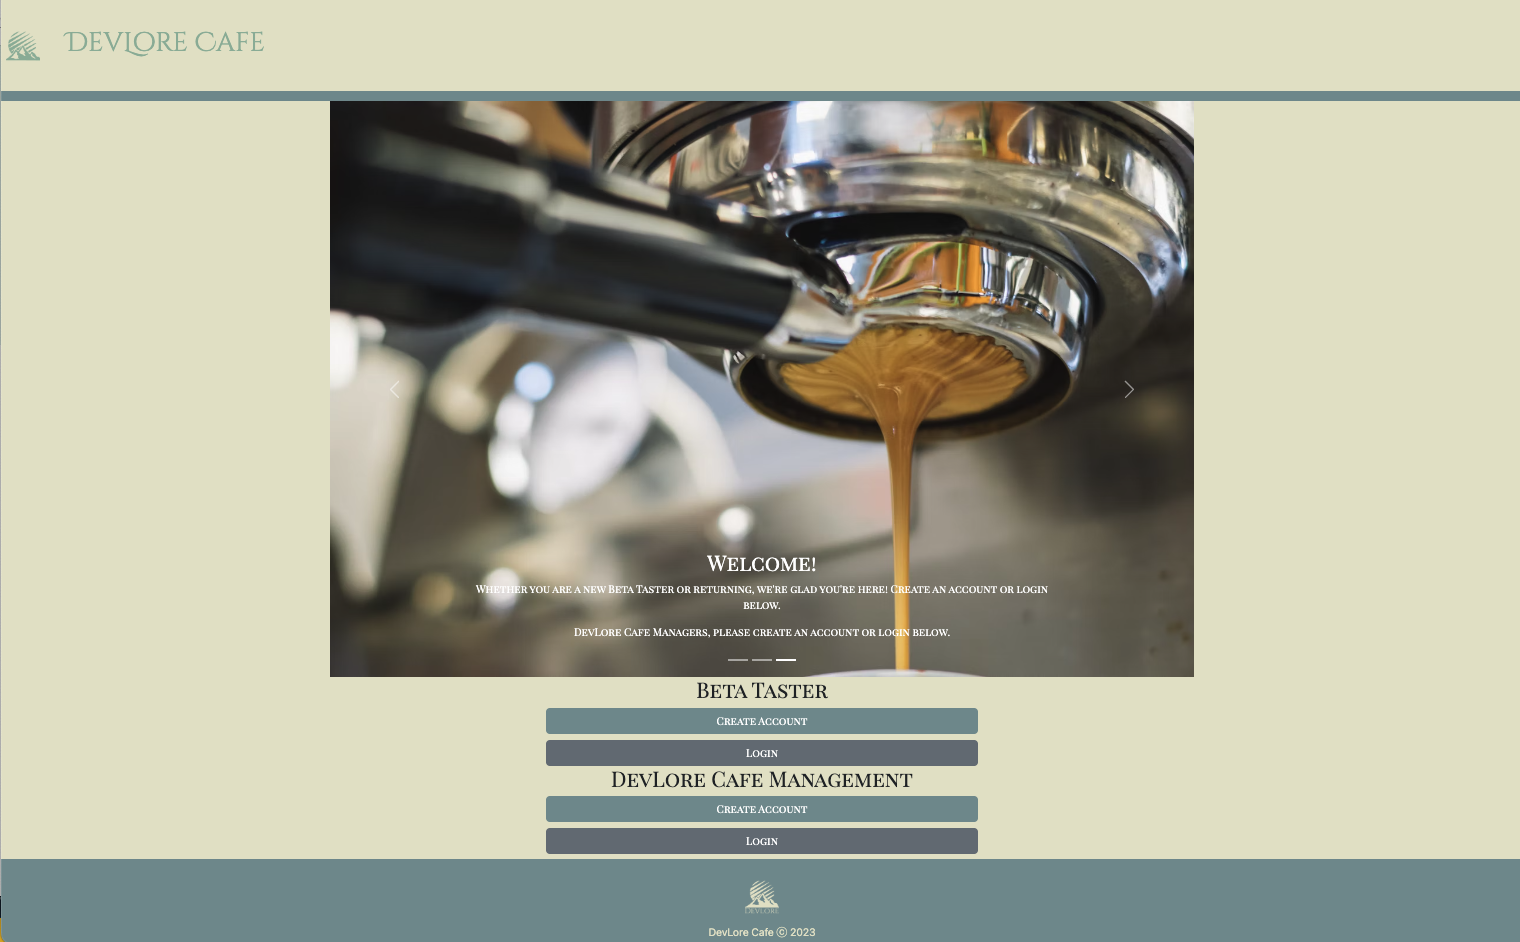 DevLore Cafe
Welcome!
Whether you are a new Beta Taster or returning, we're glad you're here! Create an account or login
below.
DevLore Cafe Managers, please create an account or login below.
Beta Taster
Create Account
Login
DevLore Cafe Management
Create Account
Login
DEVLORE
DevLore Cafe © 2023